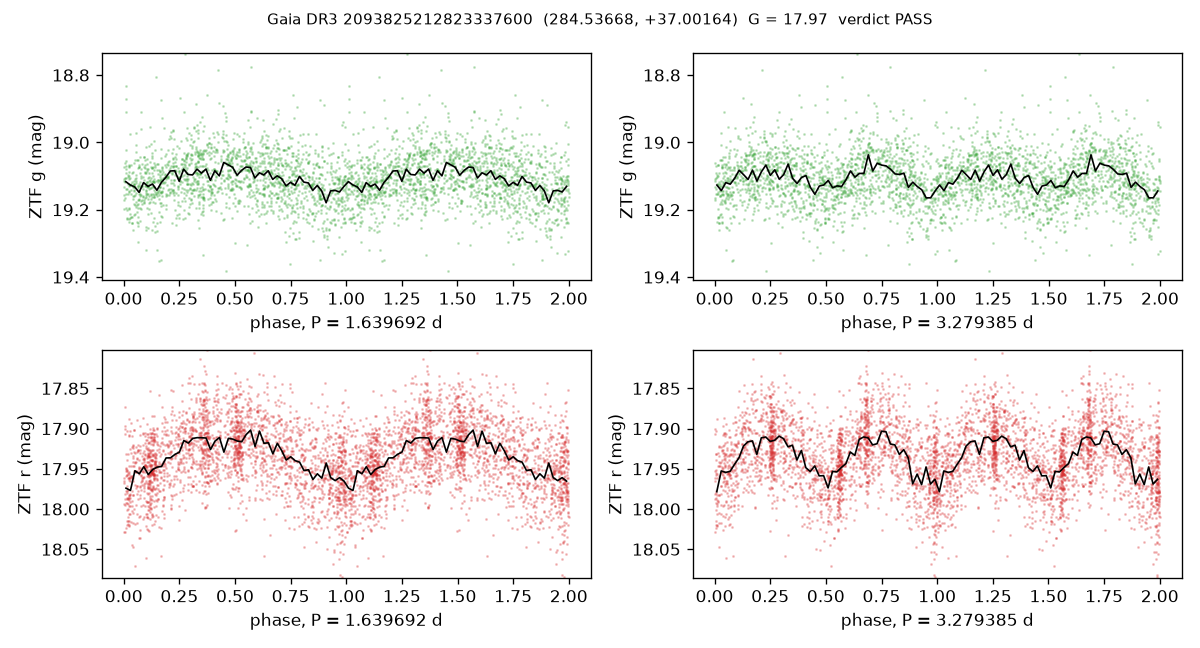 Gaia DR3 2093825212823337600 (284.53668, +37.00164) G = 17.97 verdict PASS
ZTF g (mag)
18.8
19.0
19.2
19.4
0.00 0.25 0.50 0.75 1.00 1.25 1.50 1.75 2.00
phase, P = 1.639692 d
ZTF g (mag)
18.8
19.0
19.2
19.4
0.00 0.25 0.50 0.75 1.00 1.25 1.50 1.75 2.00
phase, P = 3.279385 d
ZTF r (mag)
17.85
17.90
17.95
18.00
18.05
0.00 0.25 0.50 0.75 1.00 1.25 1.50 1.75 2.00
phase, P = 1.639692 d
ZTF r (mag)
17.85
17.90
17.95
18.00
18.05
0.00 0.25 0.50 0.75 1.00 1.25 1.50 1.75 2.00
phase, P = 3.279385 d